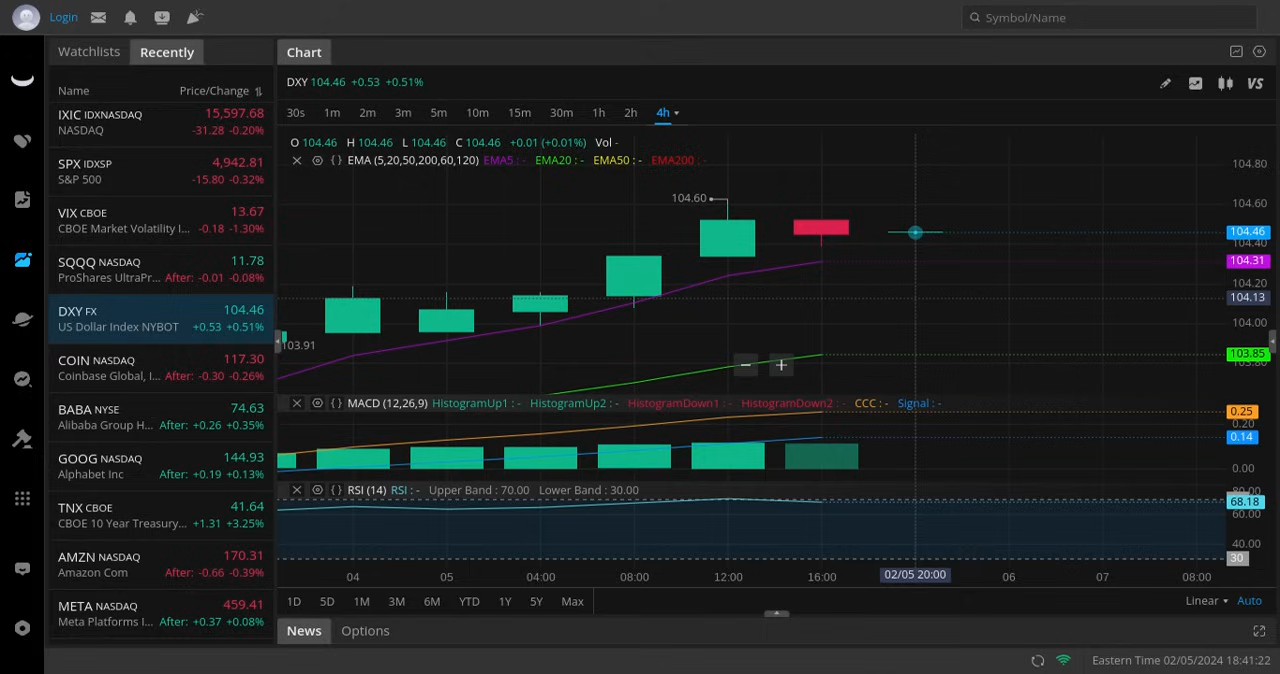 Login
Symbol/Name
Watchlists Recently
Name Price/Change
IXIC IDXNASDAQ 15,597.68
NASDAQ -31.28 -0.20%
SPX IDXSP 4,942.81
S&P 500 -15.80 -0.32%
VIX CBOE 13.67
CBOE Market Volatility I... -0.18 -1.30%
SQQQ NASDAQ 11.78
ProShares UltraPr... After: -0.01 -0.08%
DXY FX 104.46
US Dollar Index NYBOT +0.53 +0.51%
COIN NASDAQ 117.30
Coinbase Global, I... After: -0.30 -0.26%
BABA NYSE 74.63
Alibaba Group H... After: +0.26 +0.35%
GOOG NASDAQ 144.93
Alphabet Inc After: +0.19 +0.13%
TNX CBOE 41.64
CBOE 10 Year Treasury... +1.31 +3.25%
AMZN NASDAQ 170.31
Amazon Com After: -0.66 -0.39%
META NASDAQ 459.41
Meta Platforms I... After: +0.37 +0.08%
Chart
DXY 104.46 +0.53 +0.51%
VS
30s 1m 2m 3m 5m 10m 15m 30m 1h 2h 4h
O 104.46 H 104.46 L 104.46 C 104.46 +0.01 (+0.01%) Vol -
EMA (5,20,50,200,60,120) EMA5 : - EMA20 : - EMA50 : - EMA200 : -
104.60
103.91
104.80
104.60
104.46
104.40
104.31
104.20
104.13
104.00
103.85
103.80
MACD (12,26,9) HistogramUp1 : - HistogramUp2 : - HistogramDown1 : - HistogramDown2 : - CCC : - Signal : -
0.25
0.20
0.14
0.00
RSI (14) RSI : - Upper Band : 70.00 Lower Band : 30.00
80.00
68.18
60.00
40.00
30
04 05 04:00 08:00 12:00 16:00 02/05 20:00 06 07 08:00
1D 5D 1M 3M 6M YTD 1Y 5Y Max
Linear Auto
News Options
Eastern Time 02/05/2024 18:41:22